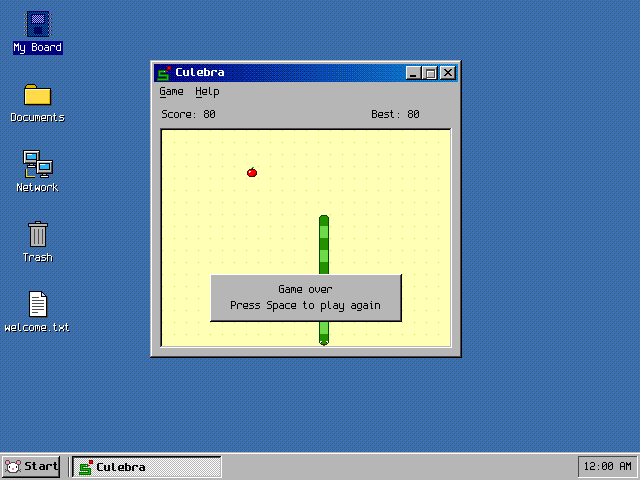 My Board
Documents
Network
Trash
welcome.txt
Culebra
Game Help
Score: 80 Best: 80
Game over
Press Space to play again
Start Culebra 12:00 AM